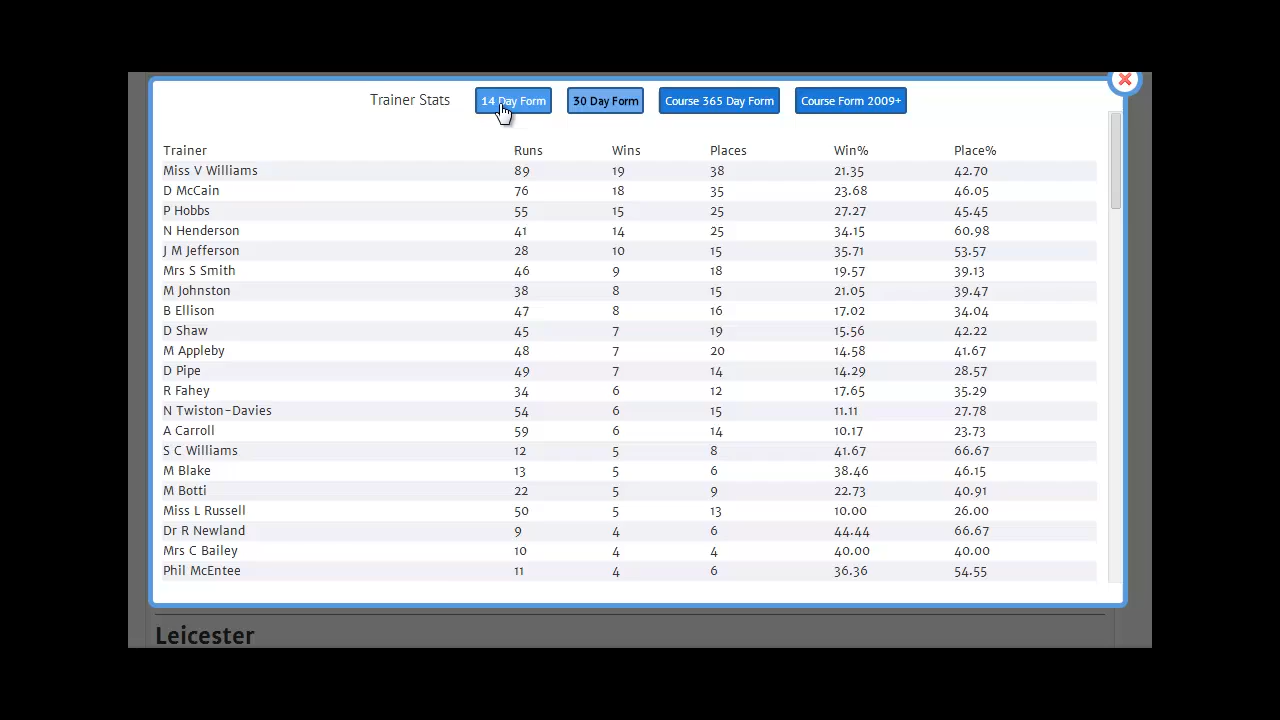 Trainer Stats 14 Day Form 30 Day Form Course 365 Day Form Course Form 2009+
Trainer Runs Wins Places Win% Place%
Miss V Williams 89 19 38 21.35 42.70
D McCain 76 18 35 23.68 46.05
P Hobbs 55 15 25 27.27 45.45
N Henderson 41 14 25 34.15 60.98
J M Jefferson 28 10 15 35.71 53.57
Mrs S Smith 46 9 18 19.57 39.13
M Johnston 38 8 15 21.05 39.47
B Ellison 47 8 16 17.02 34.04
D Shaw 45 7 19 15.56 42.22
M Appleby 48 7 20 14.58 41.67
D Pipe 49 7 14 14.29 28.57
R Fahey 34 6 12 17.65 35.29
N Twiston-Davies 54 6 15 11.11 27.78
A Carroll 59 6 14 10.17 23.73
S C Williams 12 5 8 41.67 66.67
M Blake 13 5 6 38.46 46.15
M Botti 22 5 9 22.73 40.91
Miss L Russell 50 5 13 10.00 26.00
Dr R Newland 9 4 6 44.44 66.67
Mrs C Bailey 10 4 4 40.00 40.00
Phil McEntee 11 4 6 36.36 54.55
Leicester